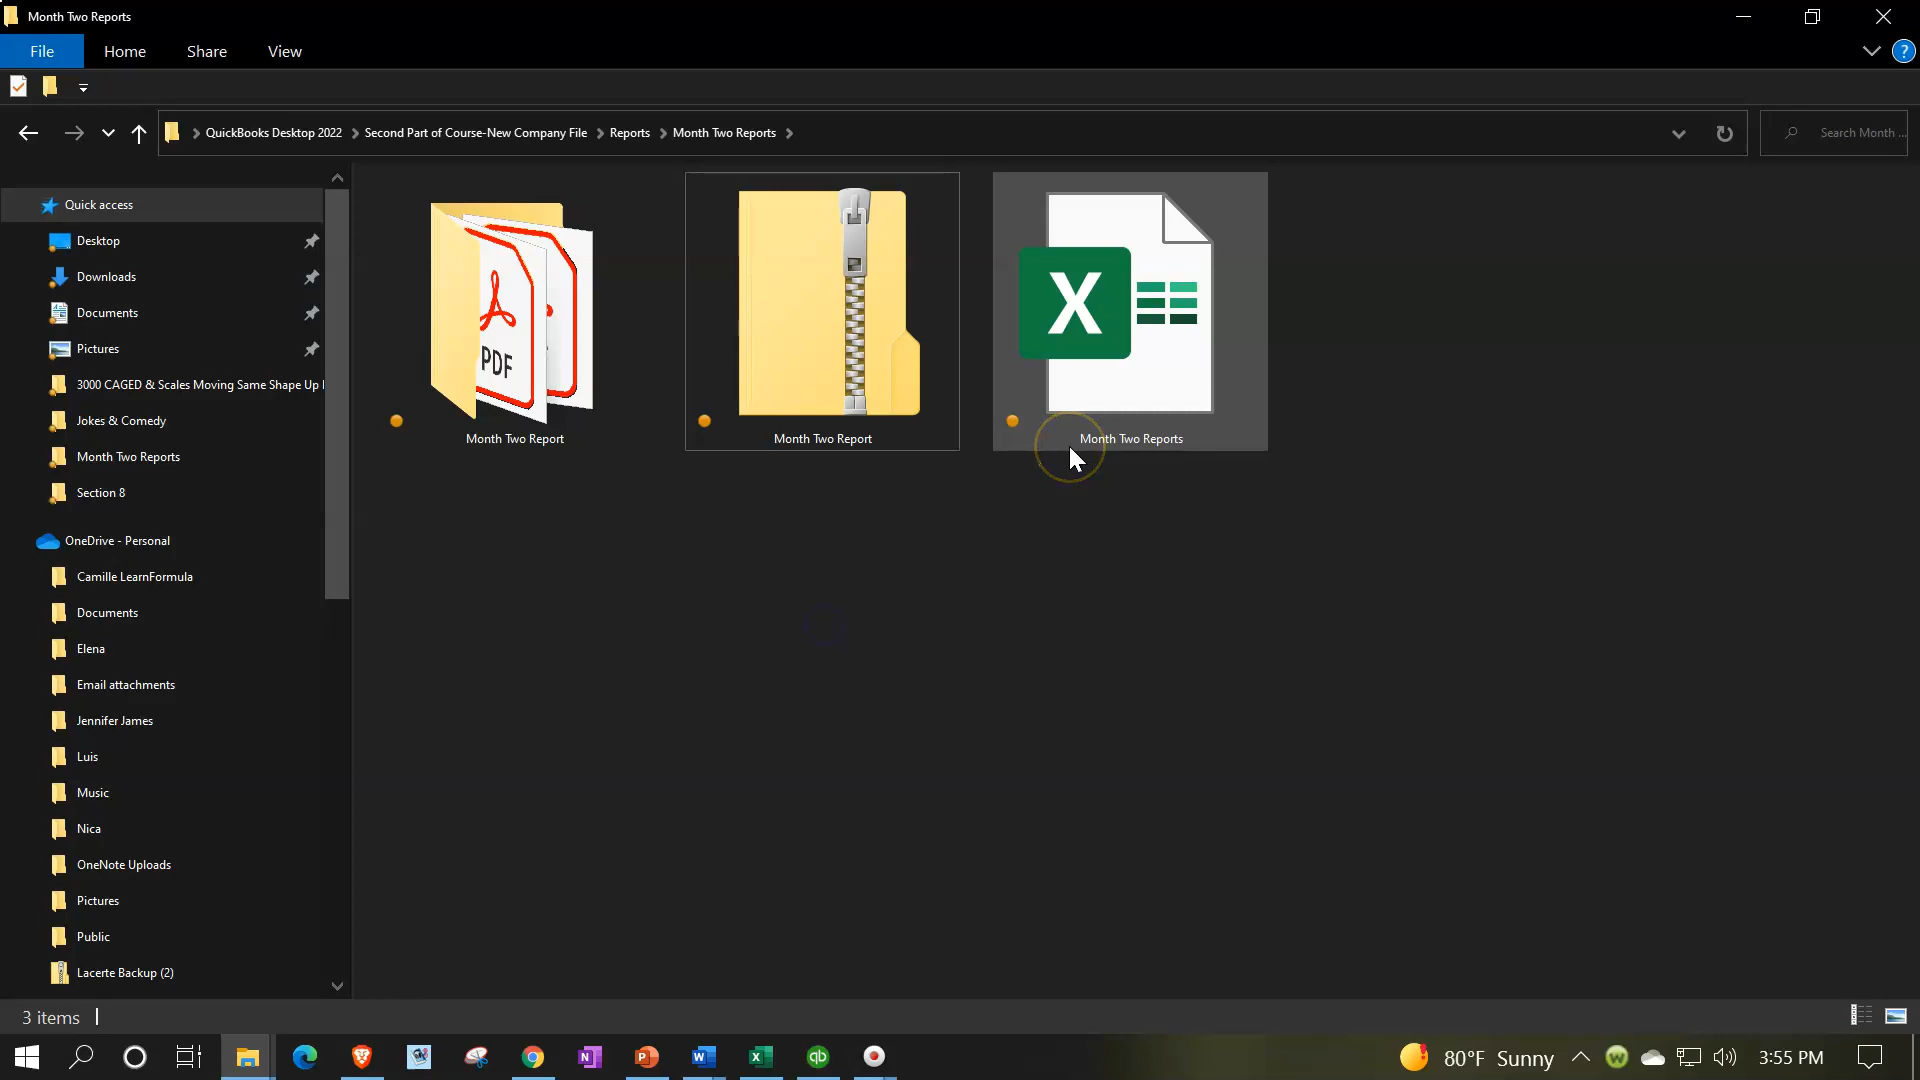 Month Two Reports
File Home Share View
QuickBooks Desktop 2022 Second Part of Course-New Company File Reports Month Two Reports
Search Month ...
Quick access
Desktop
Downloads
Documents
Pictures
3000 CAGED & Scales Moving Same Shape Up
Jokes & Comedy
Month Two Reports
Section 8
OneDrive - Personal
Camille LearnFormula
Documents
Elena
Email attachments
Jennifer James
Luis
Music
Nica
OneNote Uploads
Pictures
Public
Lacerte Backup (2)
PDF
X
Month Two Report
Month Two Report
Month Two Reports
3 items
N P W X qb
W
80°F Sunny
3:55 PM